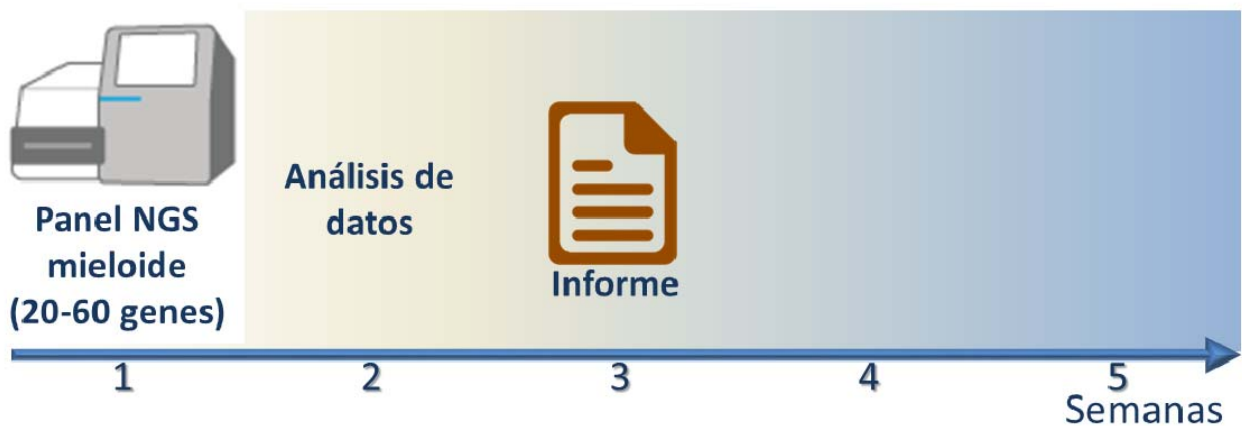 Panel NGS
mieloide
(20-60 genes)
Análisis de
datos
Informe
1
2
3
4
5
Semanas